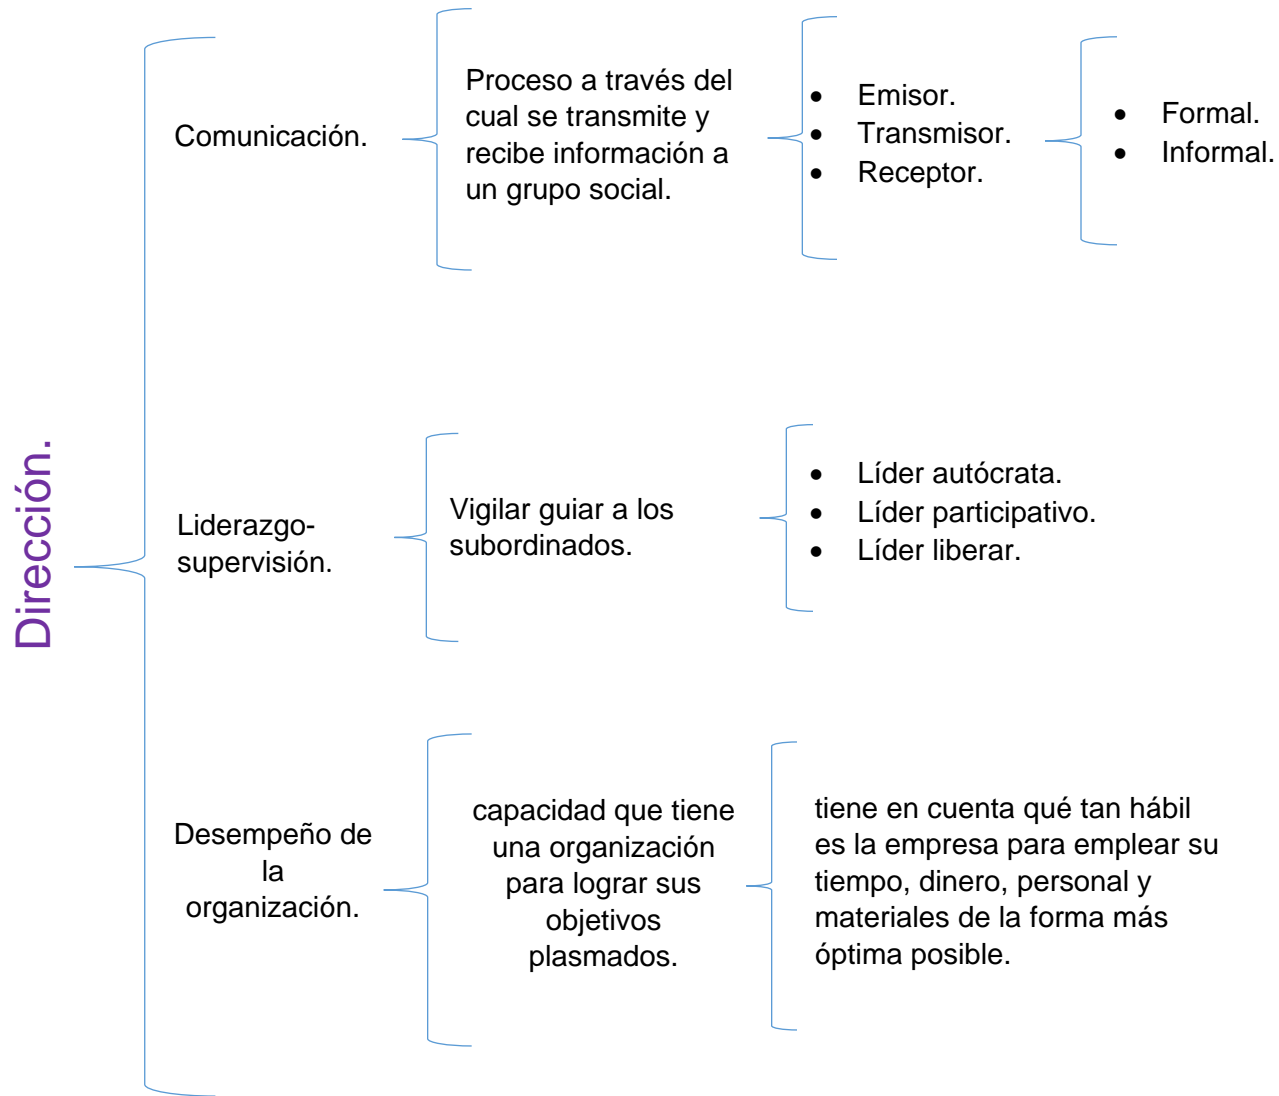 Dirección.
Comunicación.
Proceso a través del
cual se transmite y
recibe información a
un grupo social.
• Emisor.
• Transmisor.
• Receptor.
• Formal.
• Informal.
Liderazgo-
supervisión.
Vigilar guiar a los
subordinados.
• Líder autócrata.
• Líder participativo.
• Líder liberar.
Desempeño de
la
organización.
capacidad que tiene
una organización
para lograr sus
objetivos
plasmados.
tiene en cuenta qué tan hábil
es la empresa para emplear su
tiempo, dinero, personal y
materiales de la forma más
óptima posible.